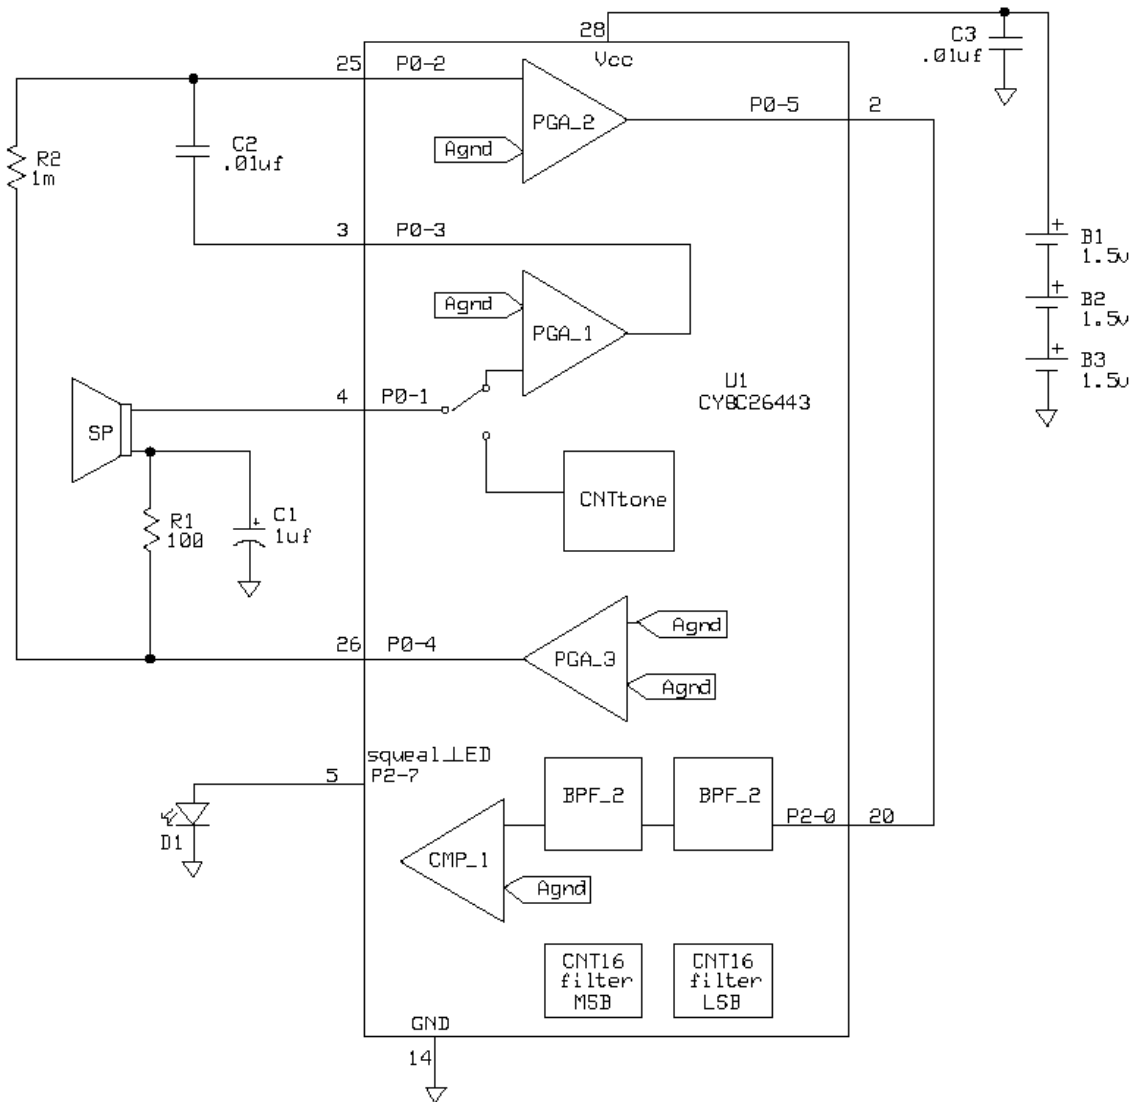 28
Vcc
C3
.01uf
25
P0-2
P0-5
2
PGA_2
Agnd
C2
.01uf
R2
1m
3
P0-3
Agnd
PGA_1
+
B1
1.5v
+
B2
1.5v
+
B3
1.5v
U1
CY8C26443
4
P0-1
SP
CNTtone
R1
100
+
C1
1uf
Agnd
26
P0-4
PGA_3
Agnd
squeal_LED
5
P2-7
BPF_2
BPF_2
P2-0
20
D1
CMP_1
Agnd
CNT16
filter
MSB
CNT16
filter
LSB
GND
14